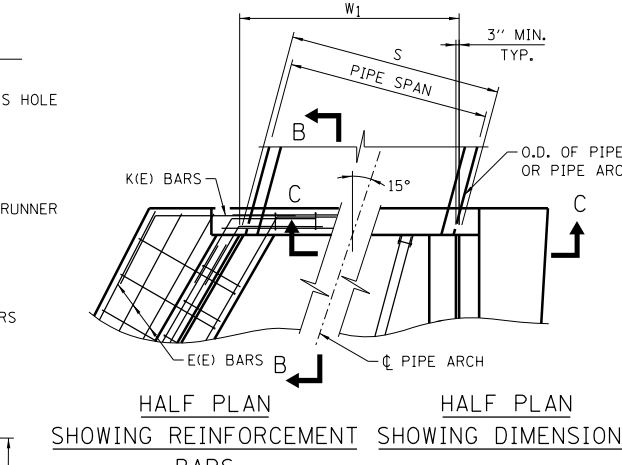 W1
3" MIN.
TYP.
S
PIPE SPAN
S HOLE
B
O.D. OF PIPE
OR PIPE ARC
K(E) BARS
15°
C
C
RUNNER
RS
E(E) BARS
B
℄ PIPE ARCH
HALF PLAN
SHOWING REINFORCEMENT
BARS
HALF PLAN
SHOWING DIMENSION